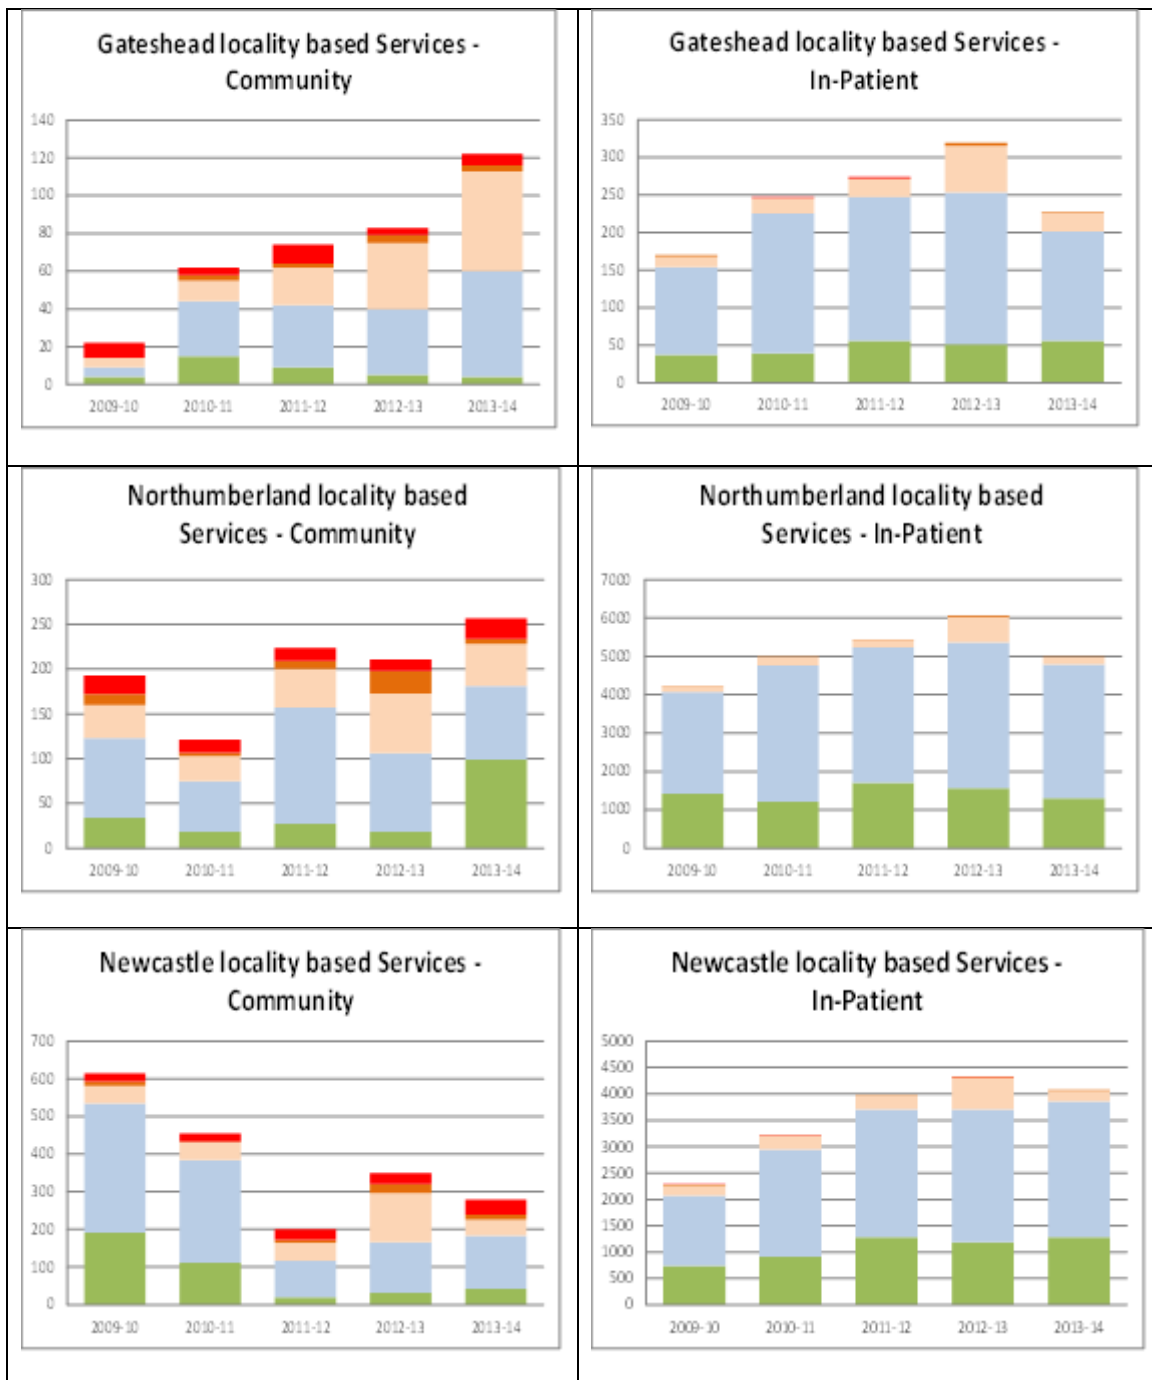 Gateshead locality based Services -
Community
140
120
100
80
60
40
20
0
2009-10 2010-11 2011-12 2012-13 2013-14
Gateshead locality based Services -
In-Patient
350
300
250
200
150
100
50
0
2009-10 2010-11 2011-12 2012-13 2013-14
Northumberland locality based
Services - Community
300
250
200
150
100
50
0
2009-10 2010-11 2011-12 2012-13 2013-14
Northumberland locality based
Services - In-Patient
7000
6000
5000
4000
3000
2000
1000
0
2009-10 2010-11 2011-12 2012-13 2013-14
Newcastle locality based Services -
Community
700
600
500
400
300
200
100
0
2009-10 2010-11 2011-12 2012-13 2013-14
Newcastle locality based Services -
In-Patient
5000
4500
4000
3500
3000
2500
2000
1500
1000
500
0
2009-10 2010-11 2011-12 2012-13 2013-14